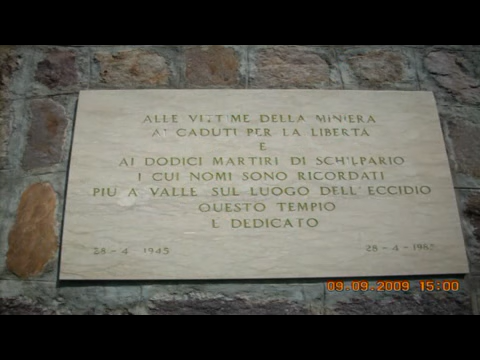 ALLE VITTIME DELLA MINIERA
AI CADUTI PER LA LIBERTÀ
E
AI DODICI MARTIRI DI SCHILPARIO
I CUI NOMI SONO RICORDATI
PIÙ A VALLE SUL LUOGO DELL'ECCIDIO
QUESTO TEMPIO
È DEDICATO
28 - 4 - 1945 28 - 4 - 1987
09.09.2009 15:00